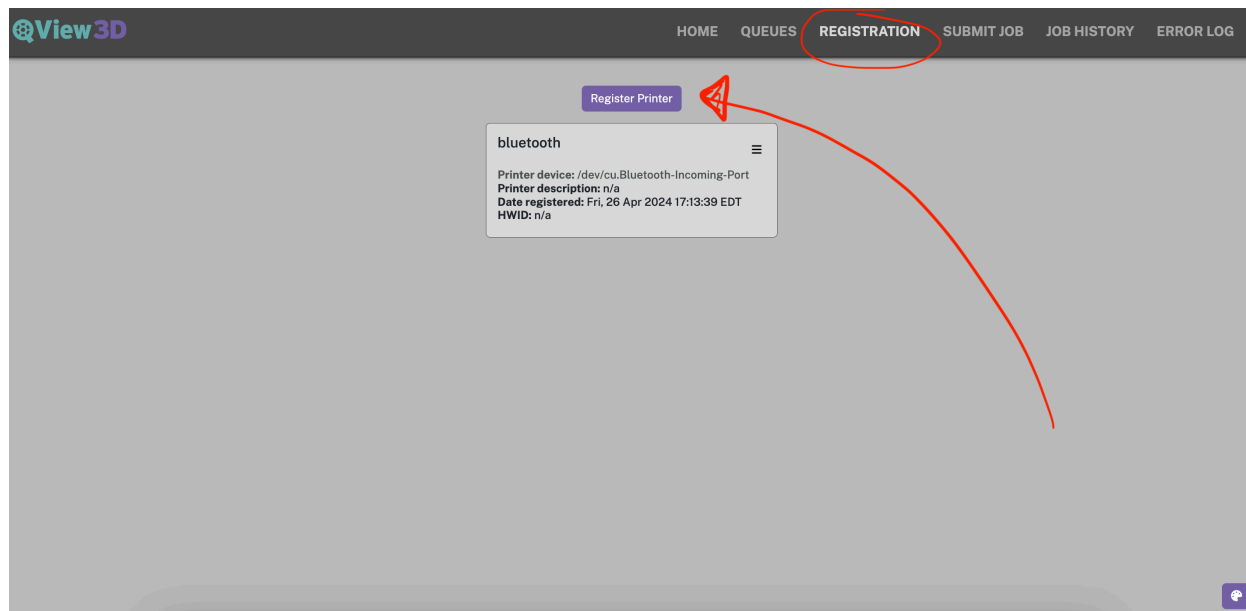 QView3D
HOME QUEUES REGISTRATION SUBMIT JOB JOB HISTORY ERROR LOG
Register Printer
bluetooth
Printer device: /dev/cu.Bluetooth-Incoming-Port
Printer description: n/a
Date registered: Fri, 26 Apr 2024 17:13:39 EDT
HWID: n/a